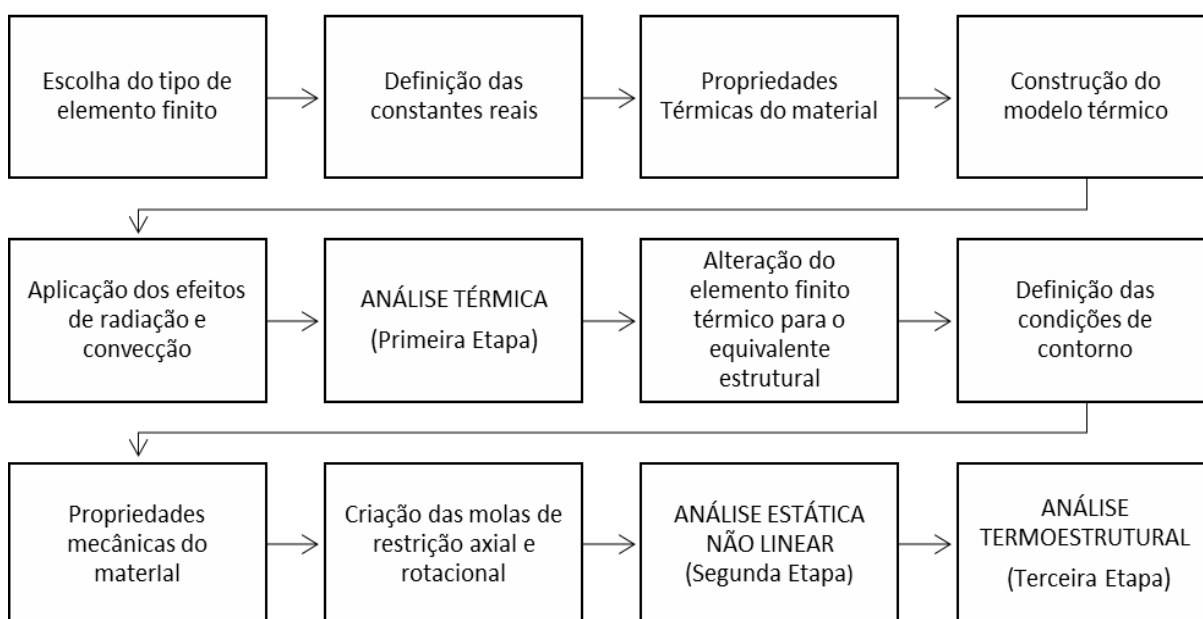 Escolha do tipo de
elemento finito
Definição das
constantes reais
Propriedades
Térmicas do material
Construção do
modelo térmico
Aplicação dos efeitos
de radiação e
convecção
ANÁLISE TÉRMICA
(Primeira Etapa)
Alteração do
elemento finito
térmico para o
equivalente
estrutural
Definição das
condições de
contorno
Propriedades
mecânicas do
materIal
Criação das molas de
restrição axial e
rotacional
ANÁLISE ESTÁTICA
NÃO LINEAR
(Segunda Etapa)
ANÁLISE
TERMOESTRUTURAL
(Terceira Etapa)